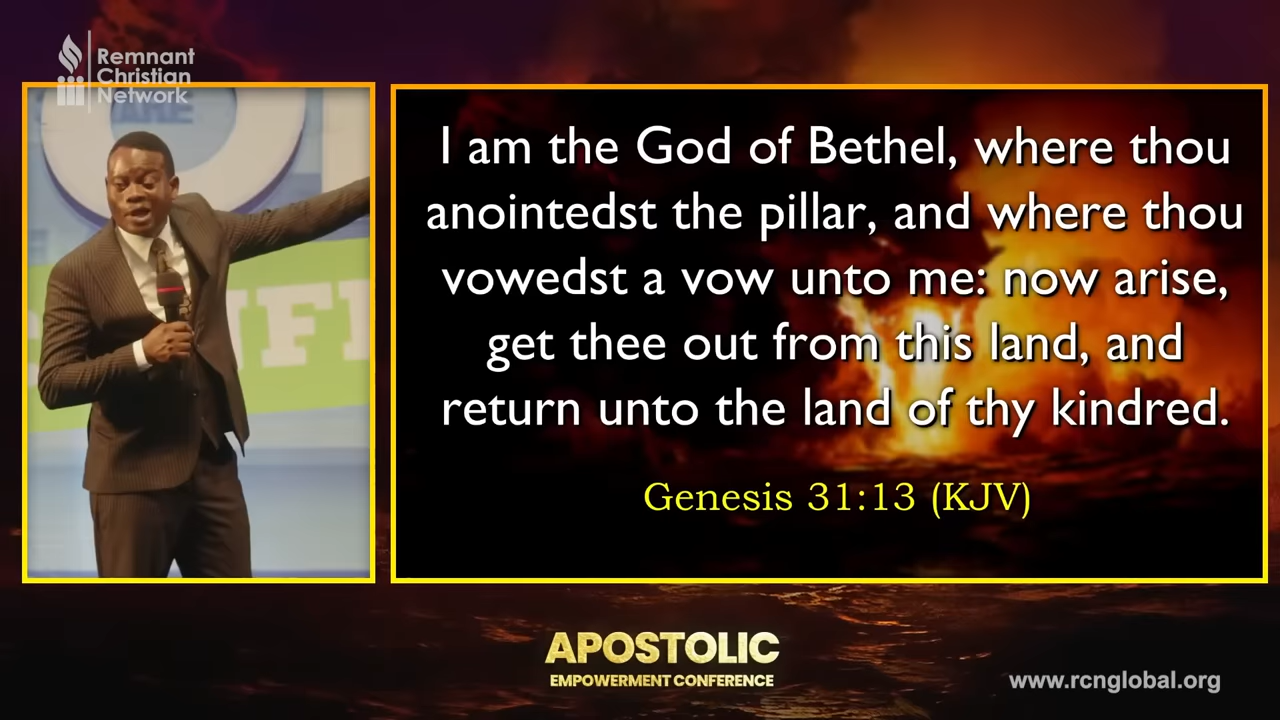 Remnant
Christian
Network
I am the God of Bethel, where thou
anointedst the pillar, and where thou
vowedst a vow unto me: now arise,
get thee out from this land, and
return unto the land of thy kindred.
Genesis 31:13 (KJV)
APOSTOLIC
EMPOWERMENT CONFERENCE
www.rcnglobal.org